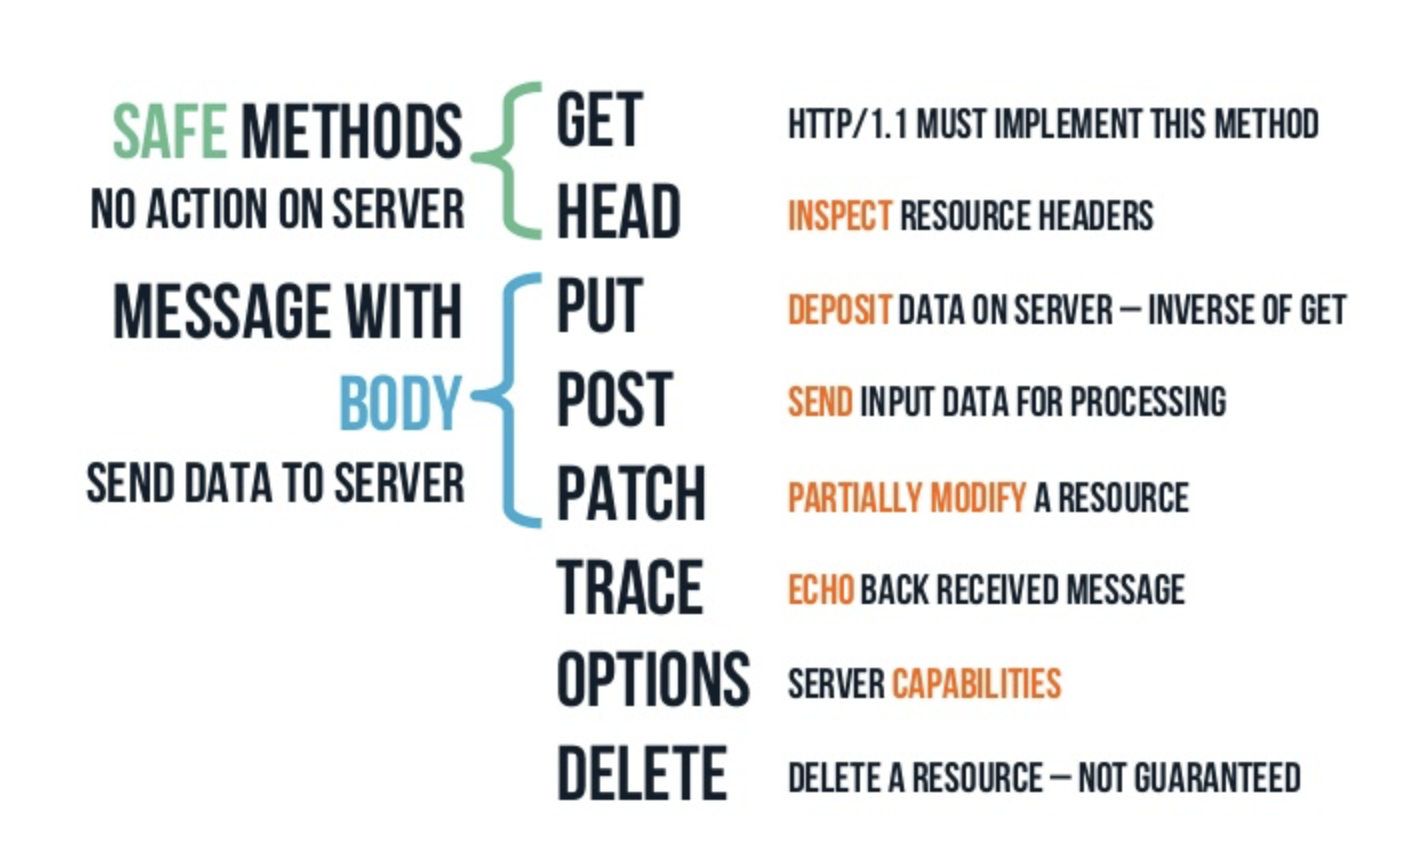 SAFE METHODS
NO ACTION ON SERVER
MESSAGE WITH
BODY
SEND DATA TO SERVER
GET HTTP/1.1 MUST IMPLEMENT THIS METHOD
HEAD INSPECT RESOURCE HEADERS
PUT DEPOSIT DATA ON SERVER – INVERSE OF GET
POST SEND INPUT DATA FOR PROCESSING
PATCH PARTIALLY MODIFY A RESOURCE
TRACE ECHO BACK RECEIVED MESSAGE
OPTIONS SERVER CAPABILITIES
DELETE DELETE A RESOURCE – NOT GUARANTEED